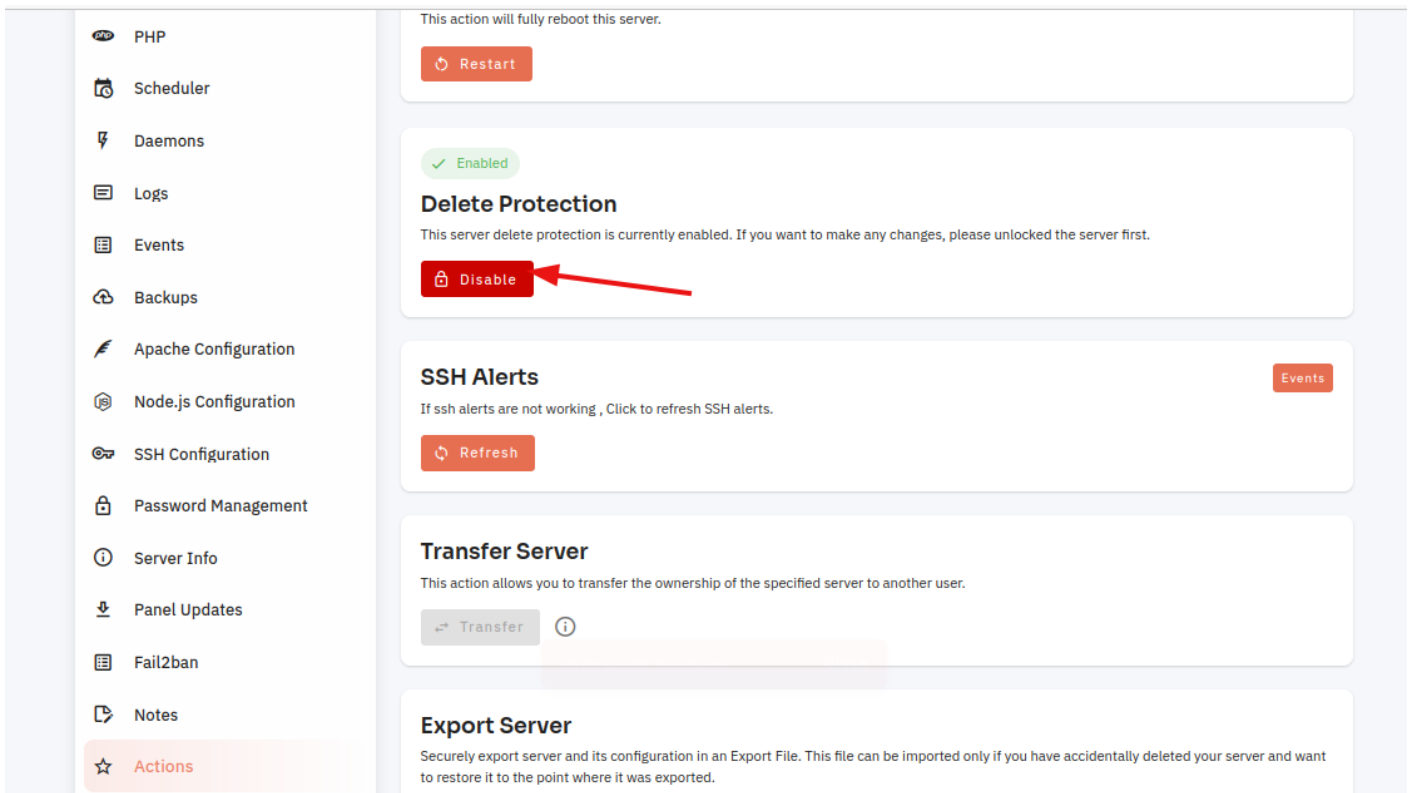 PHP
Scheduler
Daemons
Logs
Events
Backups
Apache Configuration
Node.js Configuration
SSH Configuration
Password Management
Server Info
Panel Updates
Fail2ban
Notes
Actions
This action will fully reboot this server.
Restart
Enabled
Delete Protection
This server delete protection is currently enabled. If you want to make any changes, please unlocked the server first.
Disable
SSH Alerts
Events
If ssh alerts are not working , Click to refresh SSH alerts.
Refresh
Transfer Server
This action allows you to transfer the ownership of the specified server to another user.
Transfer
Export Server
Securely export server and its configuration in an Export File. This file can be imported only if you have accidentally deleted your server and want
to restore it to the point where it was exported.